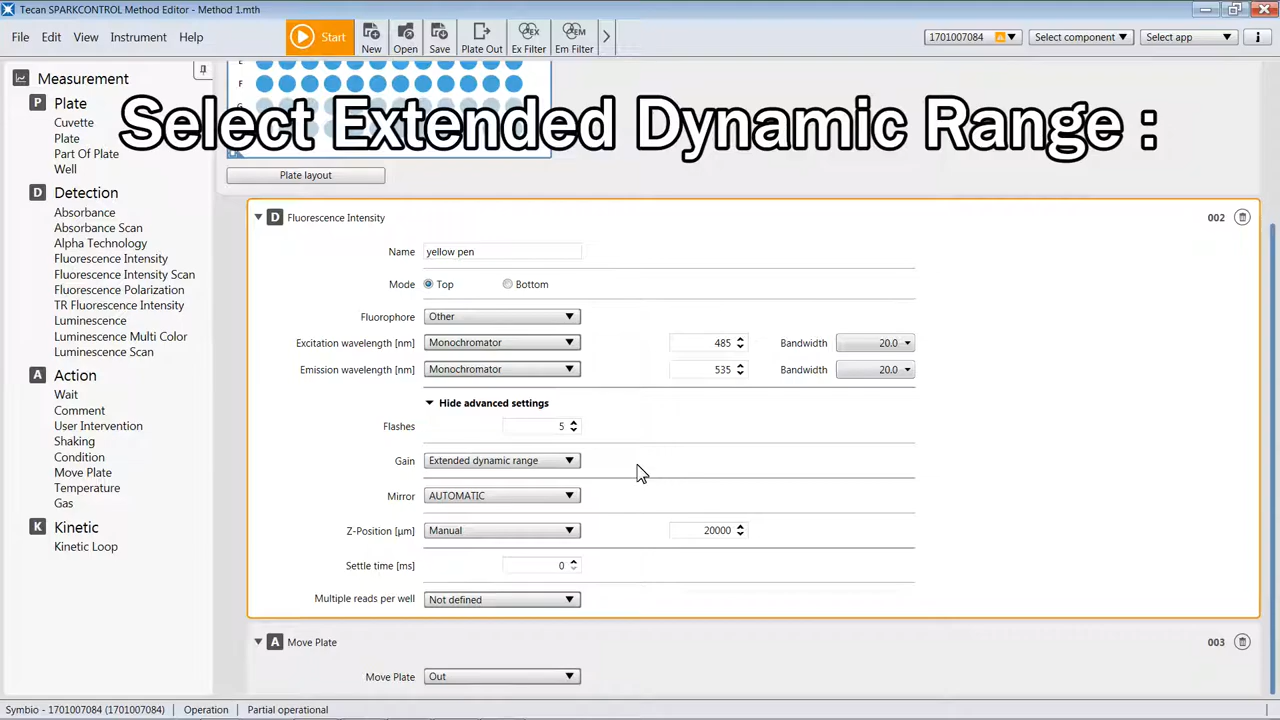 Tecan SPARKCONTROL Method Editor - Method 1.mth
File Edit View Instrument Help
Start
New
Open
Save
Plate Out
EX
Ex Filter
EM
Em Filter
1701007084
Select component
Select app
i
Measurement
P Plate
Cuvette
Plate
Part Of Plate
Well
D Detection
Absorbance
Absorbance Scan
Alpha Technology
Fluorescence Intensity
Fluorescence Intensity Scan
Fluorescence Polarization
TR Fluorescence Intensity
Luminescence
Luminescence Multi Color
Luminescence Scan
A Action
Wait
Comment
User Intervention
Shaking
Condition
Move Plate
Temperature
Gas
K Kinetic
Kinetic Loop
E
F
G
Select Extended Dynamic Range :
Plate layout
D Fluorescence Intensity 002
Name yellow pen
Mode Top Bottom
Fluorophore Other
Excitation wavelength [nm] Monochromator 485 Bandwidth 20.0
Emission wavelength [nm] Monochromator 535 Bandwidth 20.0
Hide advanced settings
Flashes 5
Gain Extended dynamic range
Mirror AUTOMATIC
Z-Position [µm] Manual 20000
Settle time [ms] 0
Multiple reads per well Not defined
A Move Plate 003
Move Plate Out
Symbio - 1701007084 (1701007084) Operation Partial operational